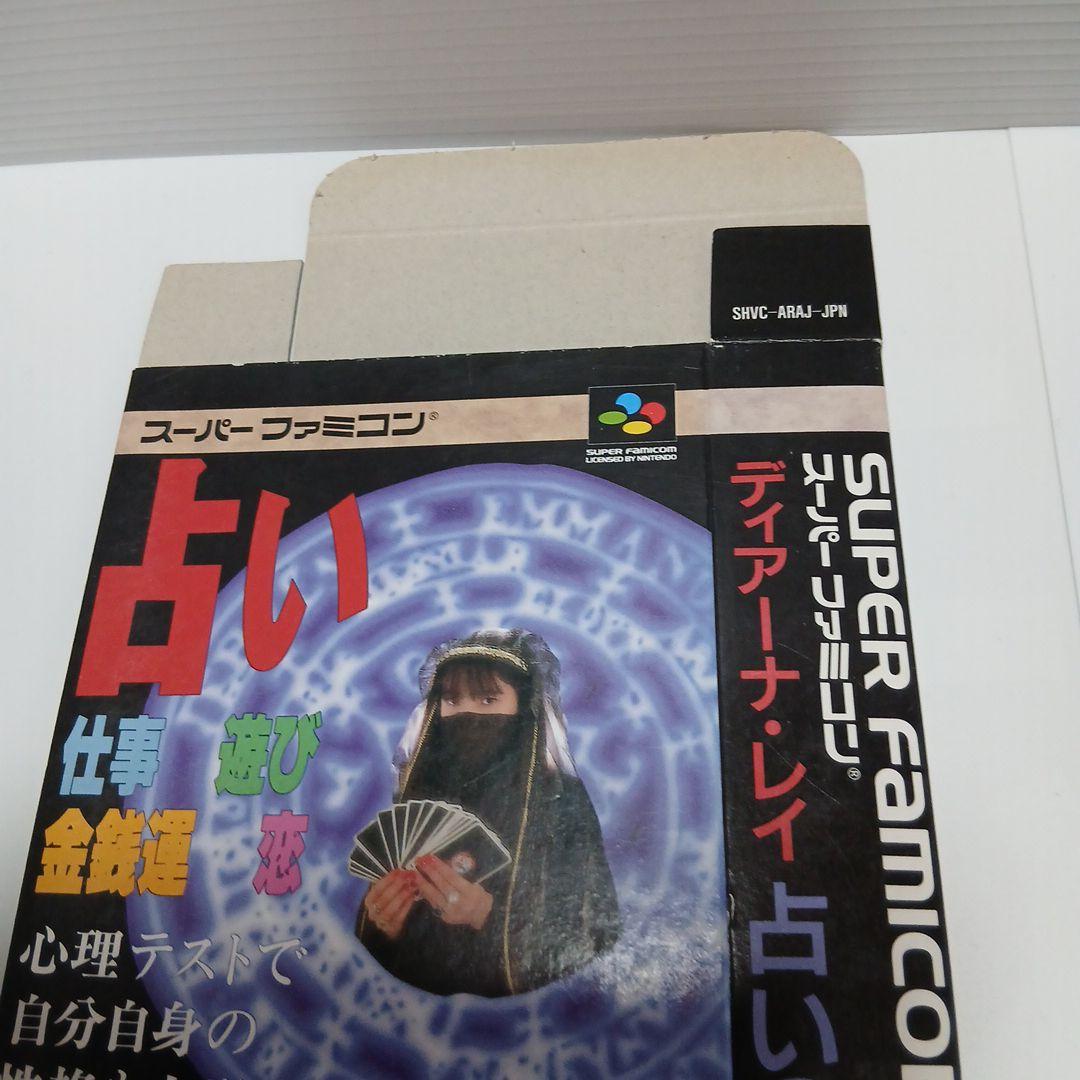 SHVC-ARAJ-JPN
スーパーファミコン®
SUPER FAMICOM
LICENSED BY NINTENDO
占い
仕事 遊び
金銭運 恋
心理テストで
自分自身の
EMMAN
ディアーナ・レイ 占い
SUPER FAMICO
スーパーファミコン®